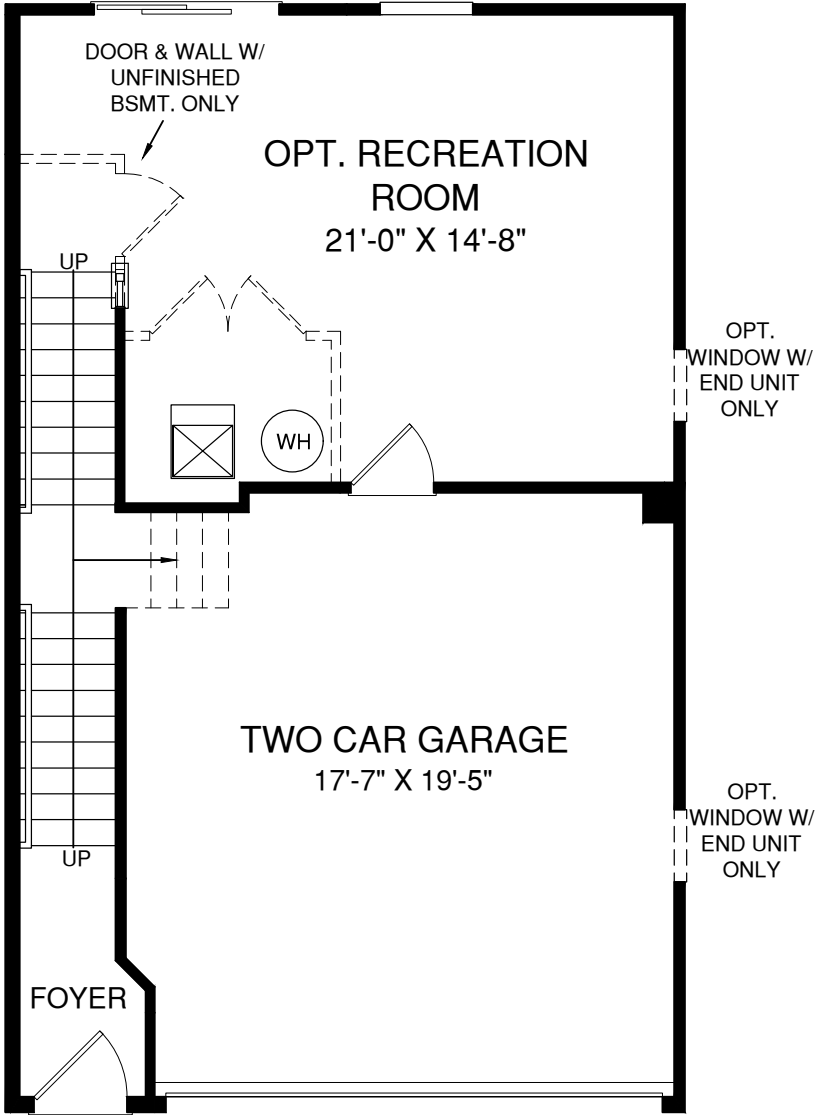 DOOR & WALL W/
UNFINISHED
BSMT. ONLY
OPT. RECREATION
ROOM
21'-0" X 14'-8"
UP
OPT.
WINDOW W/
END UNIT
ONLY
WH
TWO CAR GARAGE
17'-7" X 19'-5"
OPT.
WINDOW W/
END UNIT
ONLY
UP
FOYER